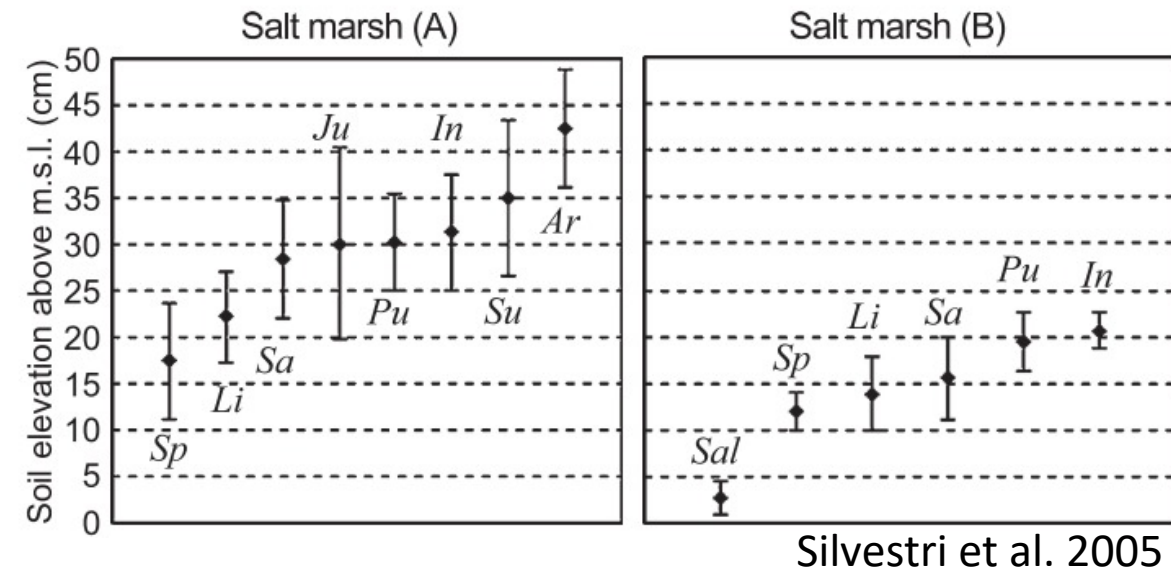 Salt marsh (A)
Salt marsh (B)
Soil elevation above m.s.l. (cm)
50
45
40
35
30
25
20
15
10
5
0
Sp
Li
Sa
Ju
Pu
In
Su
Ar
Sal
Sp
Li
Sa
Pu
In
Silvestri et al. 2005